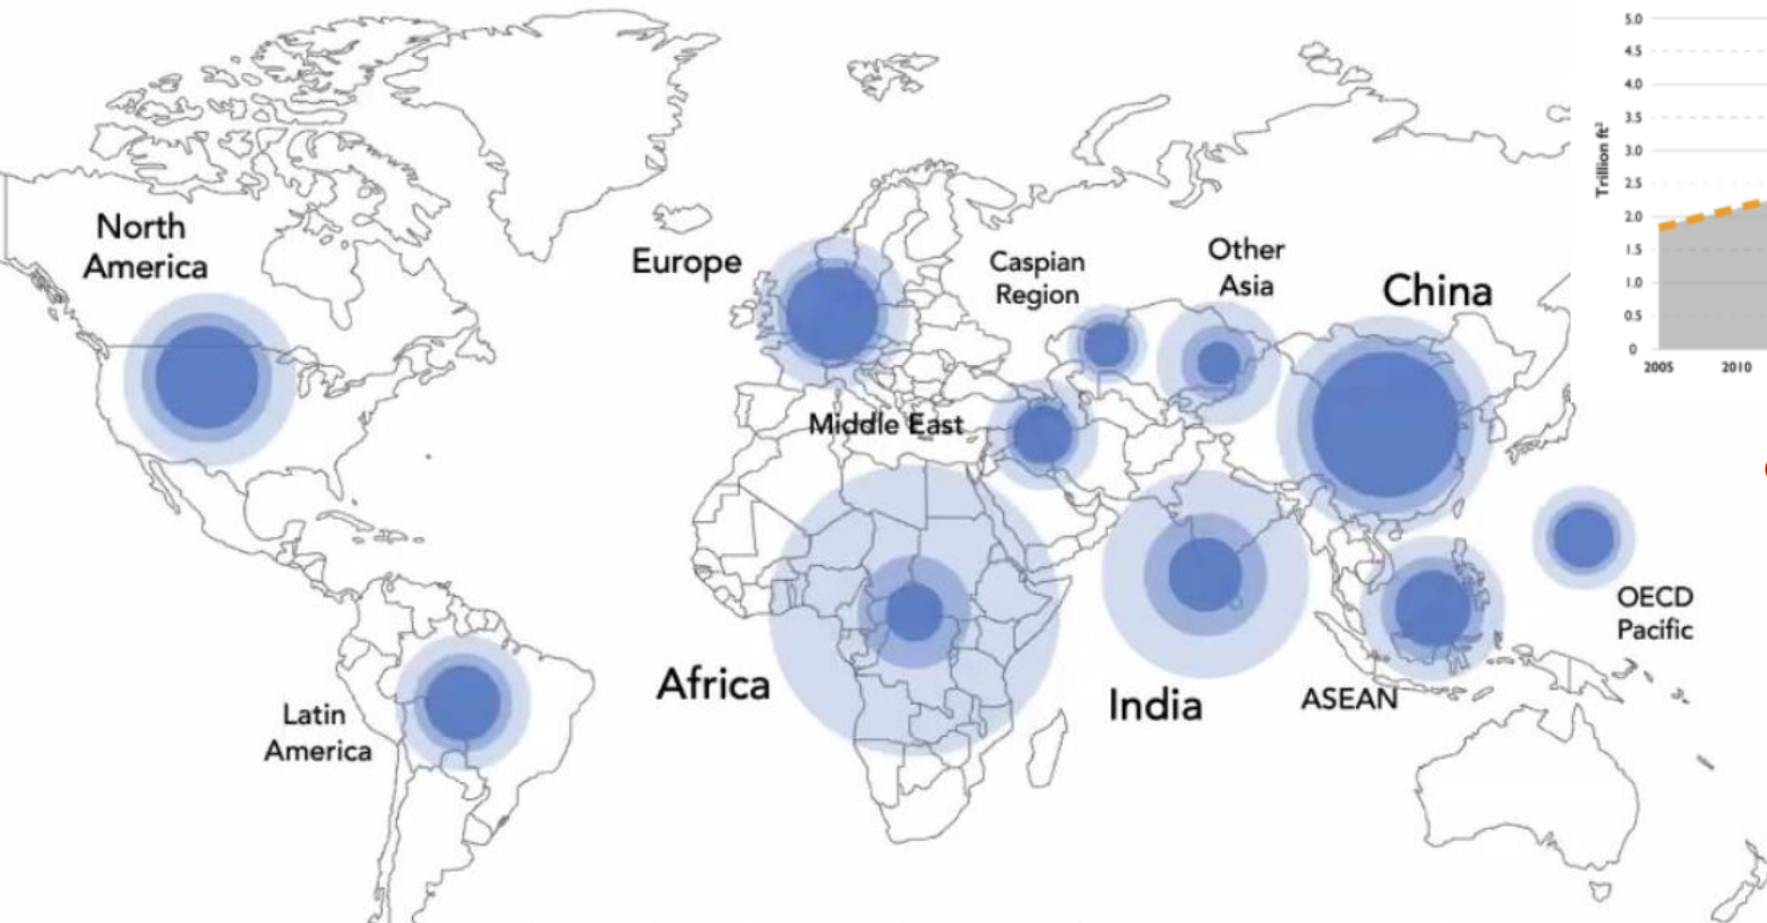 North
America
Europe
Caspian
Region
Other
Asia
China
Middle East
Africa
India
ASEAN
OECD
Pacific
Latin
America
Trillion ft²
5.0
4.5
4.0
3.5
3.0
2.5
2.0
1.5
1.0
0.5
0
2005
2010